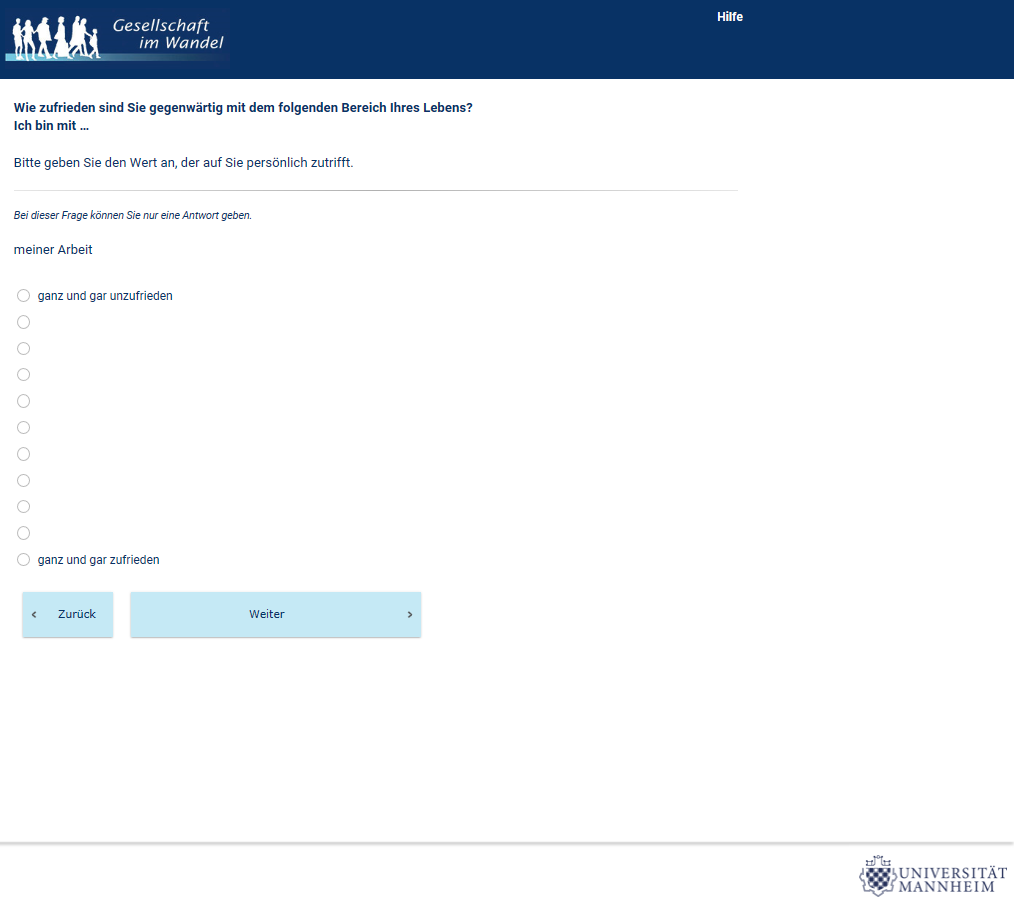 Gesellschaft
im Wandel
Hilfe
Wie zufrieden sind Sie gegenwärtig mit dem folgenden Bereich Ihres Lebens?
Ich bin mit ...
Bitte geben Sie den Wert an, der auf Sie persönlich zutrifft.
Bei dieser Frage können Sie nur eine Antwort geben.
meiner Arbeit
ganz und gar unzufrieden
ganz und gar zufrieden
‹ Zurück
Weiter ›
UNIVERSITÄT
MANNHEIM